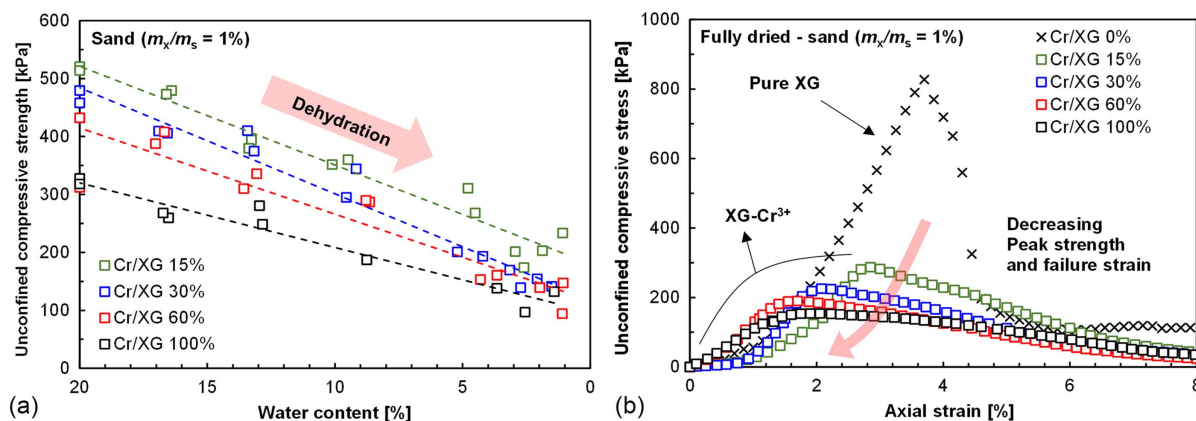 Unconfined compressive strength [kPa]
600
500
400
300
200
100
0
Sand (mx/ms = 1%)
Dehydration
Cr/XG 15%
Cr/XG 30%
Cr/XG 60%
Cr/XG 100%
20
15
10
5
0
Water content [%]
(a)
Unconfined compressive stress [kPa]
1000
800
600
400
200
0
Fully dried - sand (mx/ms = 1%)
Cr/XG 0%
Cr/XG 15%
Cr/XG 30%
Cr/XG 60%
Cr/XG 100%
Pure XG
XG-Cr3+
Decreasing
Peak strength
and failure strain
0
2
4
6
8
Axial strain [%]
(b)